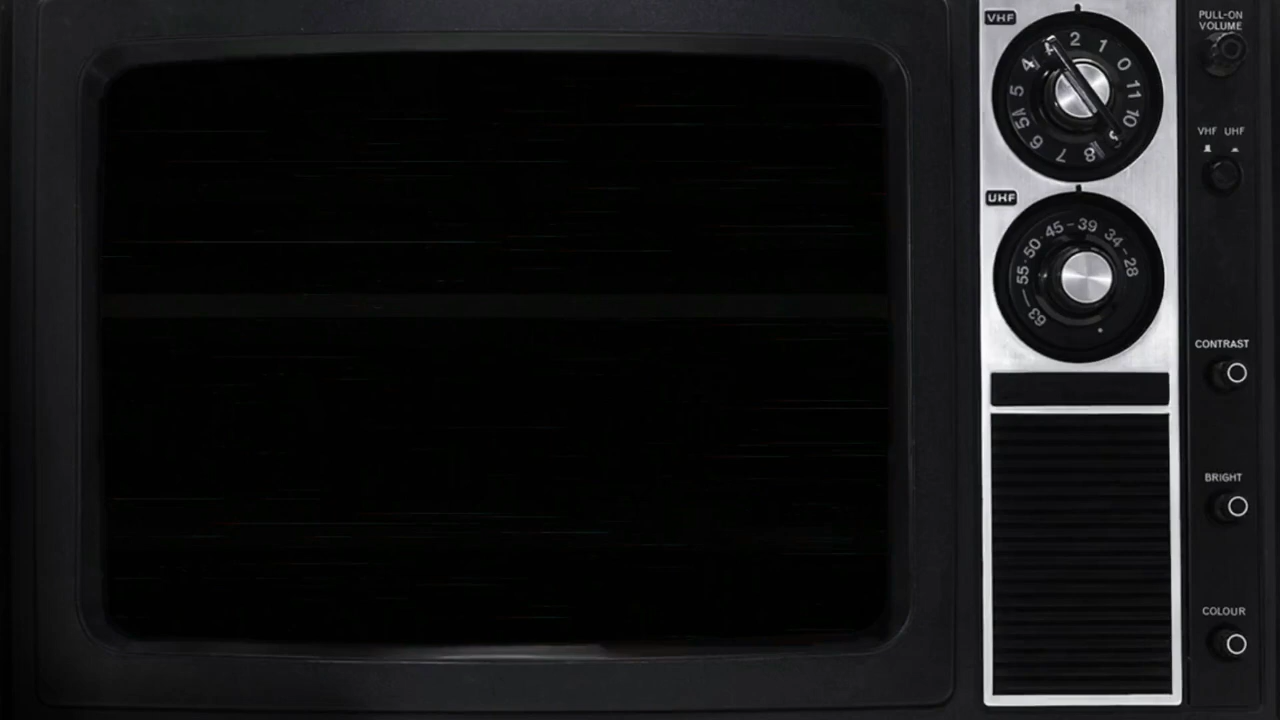 VHF
2 1 0 11 10 8 7 6 5A 5 4
UHF
63 55 50 45 39 34 28
PULL-ON
VOLUME
VHF UHF
CONTRAST
BRIGHT
COLOUR